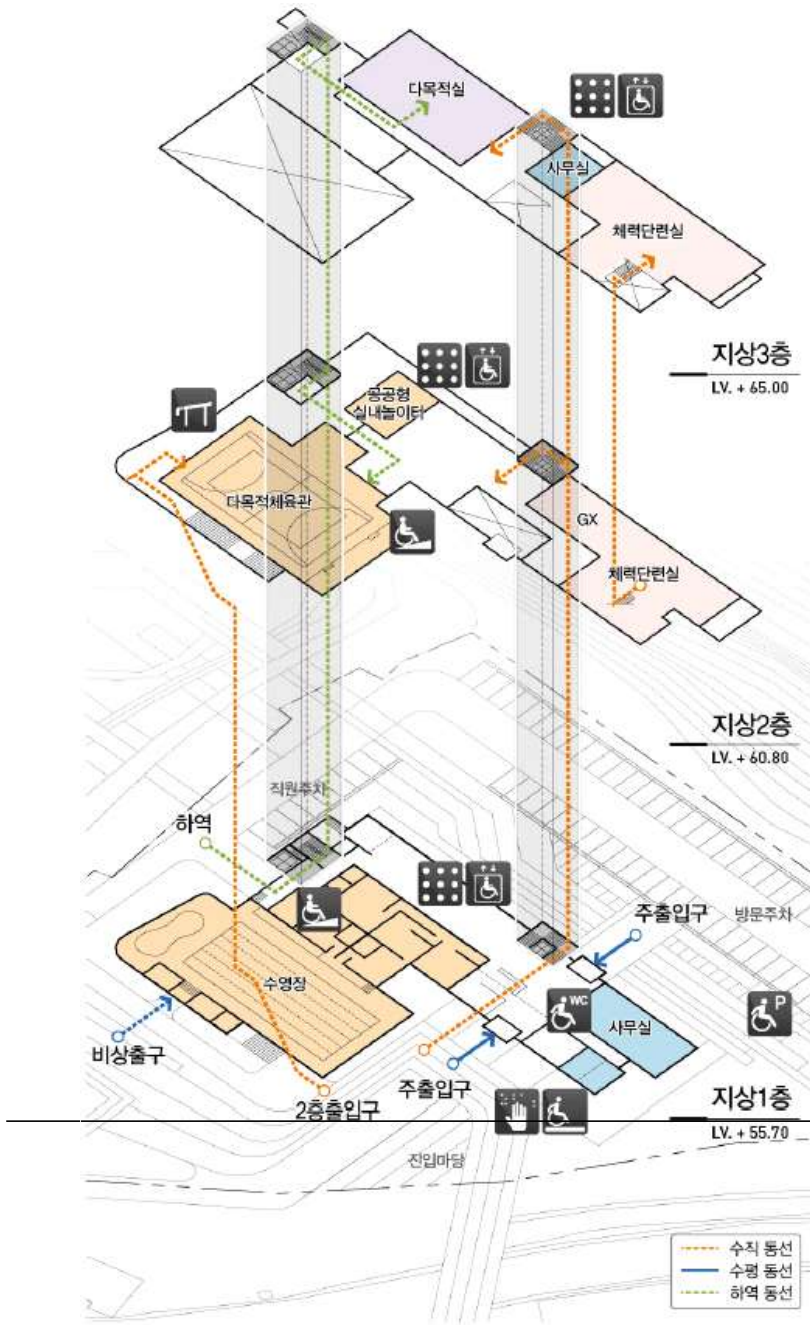 다목적실
사무실
체력단련실
지상3층
LV. + 65.00
공공형
실내놀이터
다목적체육관
GX
체력단련실
지상2층
LV. + 60.80
직원주차
하역
주출입구
방문주차
수영장
WC
P
사무실
비상출구
주출입구
2층출입구
지상1층
LV. + 55.70
진입마당
수직 동선
수평 동선
하역 동선